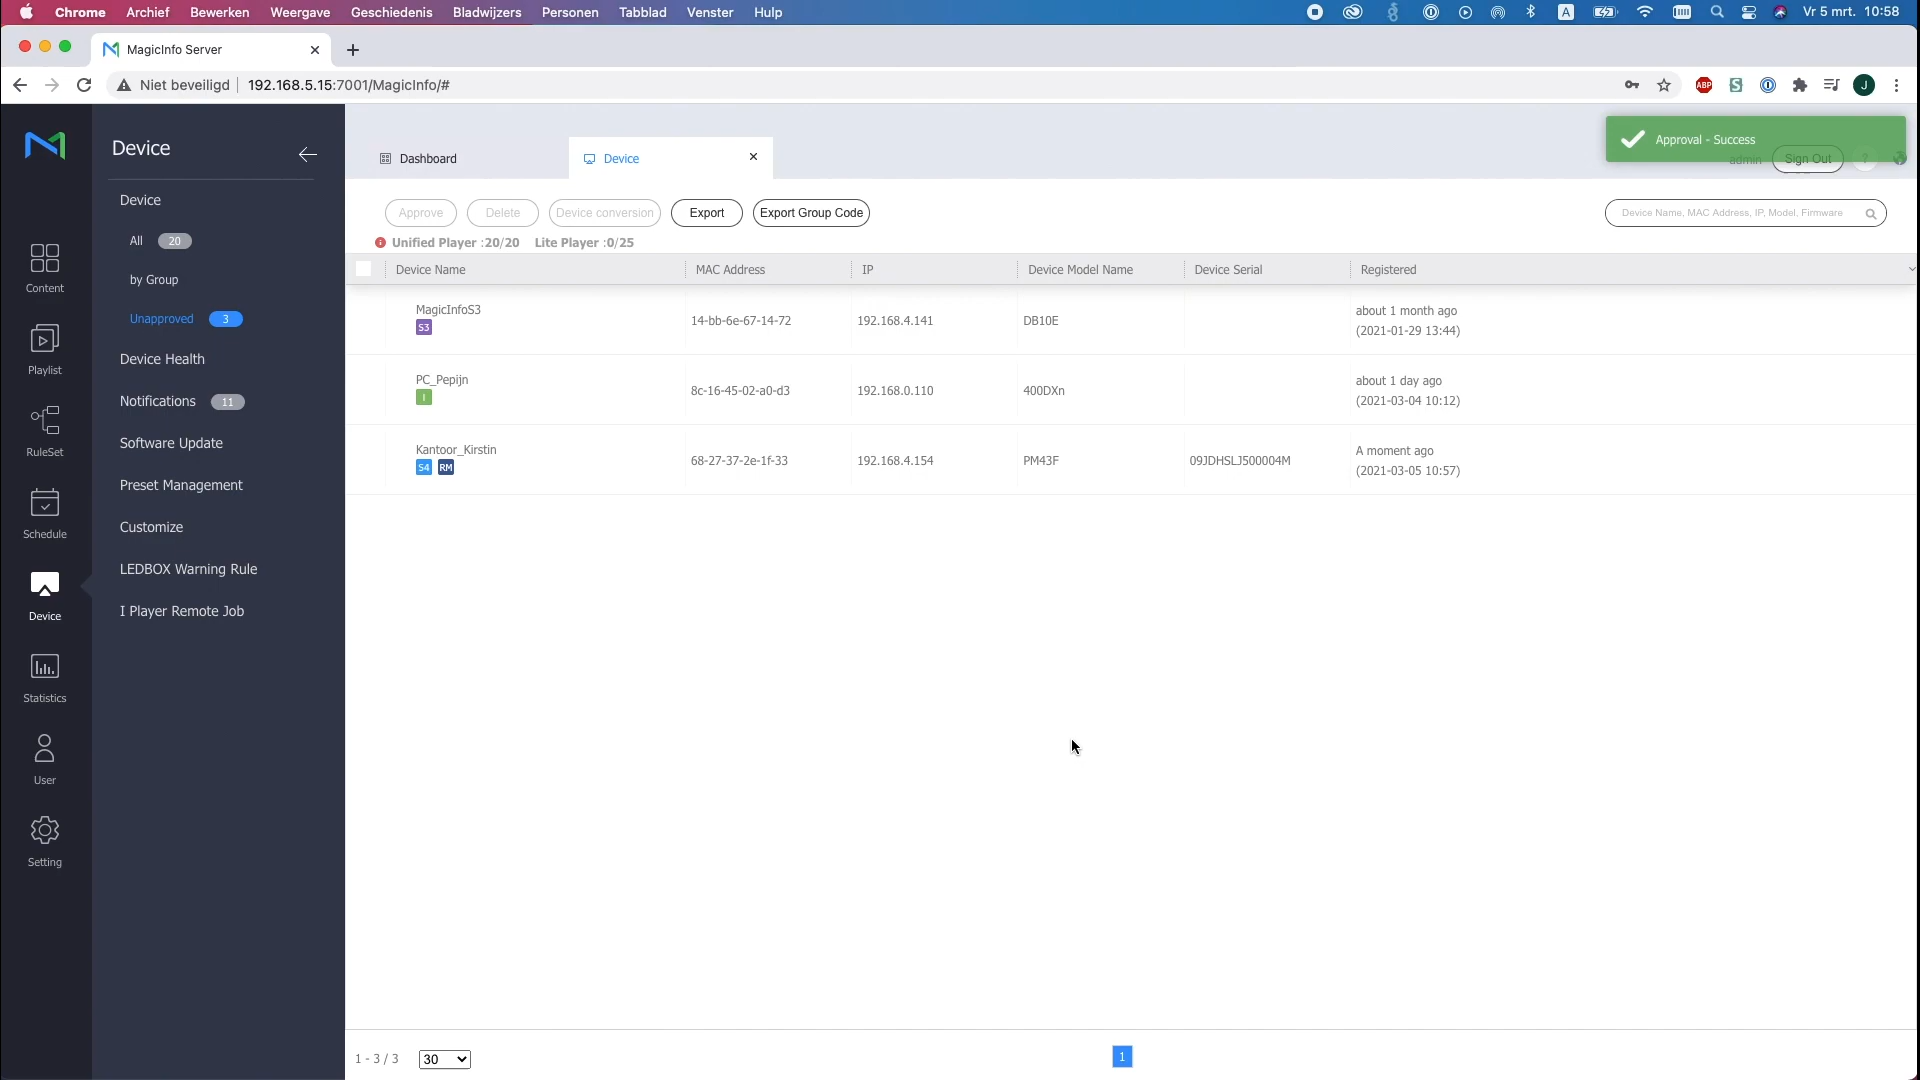 Chrome Archief Bewerken Weergave Geschiedenis Bladwijzers Personen Tabblad Venster Hulp A Vr 5 mrt. 10:58
MagicInfo Server
Niet beveiligd 192.168.5.15:7001/MagicInfo/# ABP S J
Device
Dashboard
Device
Approval - Success
admin Sign Out ?
Device
All 20
by Group
Unapproved 3
Device Health
Notifications 11
Software Update
Preset Management
Customize
LEDBOX Warning Rule
I Player Remote Job
Content
Playlist
RuleSet
Schedule
Device
Statistics
User
Setting
Approve Delete Device conversion Export Export Group Code Device Name, MAC Address, IP, Model, Firmware
Unified Player :20/20 Lite Player :0/25
Device Name MAC Address IP Device Model Name Device Serial Registered
MagicInfoS3
S3
14-bb-6e-67-14-72 192.168.4.141 DB10E
about 1 month ago
(2021-01-29 13:44)
PC_Pepijn
I
8c-16-45-02-a0-d3 192.168.0.110 400DXn
about 1 day ago
(2021-03-04 10:12)
Kantoor_Kirstin
S4 RM
68-27-37-2e-1f-33 192.168.4.154 PM43F 09JDHSLJ500004M
A moment ago
(2021-03-05 10:57)
1 - 3 / 3 30 1